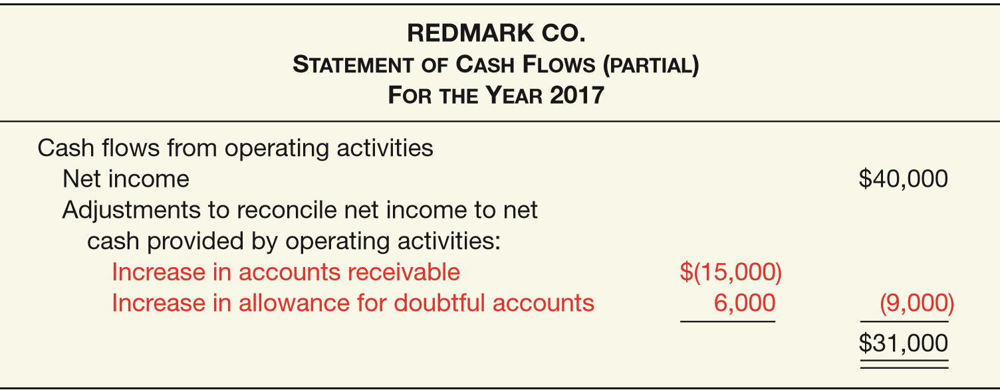 REDMARK CO.
STATEMENT OF CASH FLOWS (PARTIAL)
FOR THE YEAR 2017
Cash flows from operating activities
Net income $40,000
Adjustments to reconcile net income to net
cash provided by operating activities:
Increase in accounts receivable $(15,000)
Increase in allowance for doubtful accounts 6,000 (9,000)
$31,000